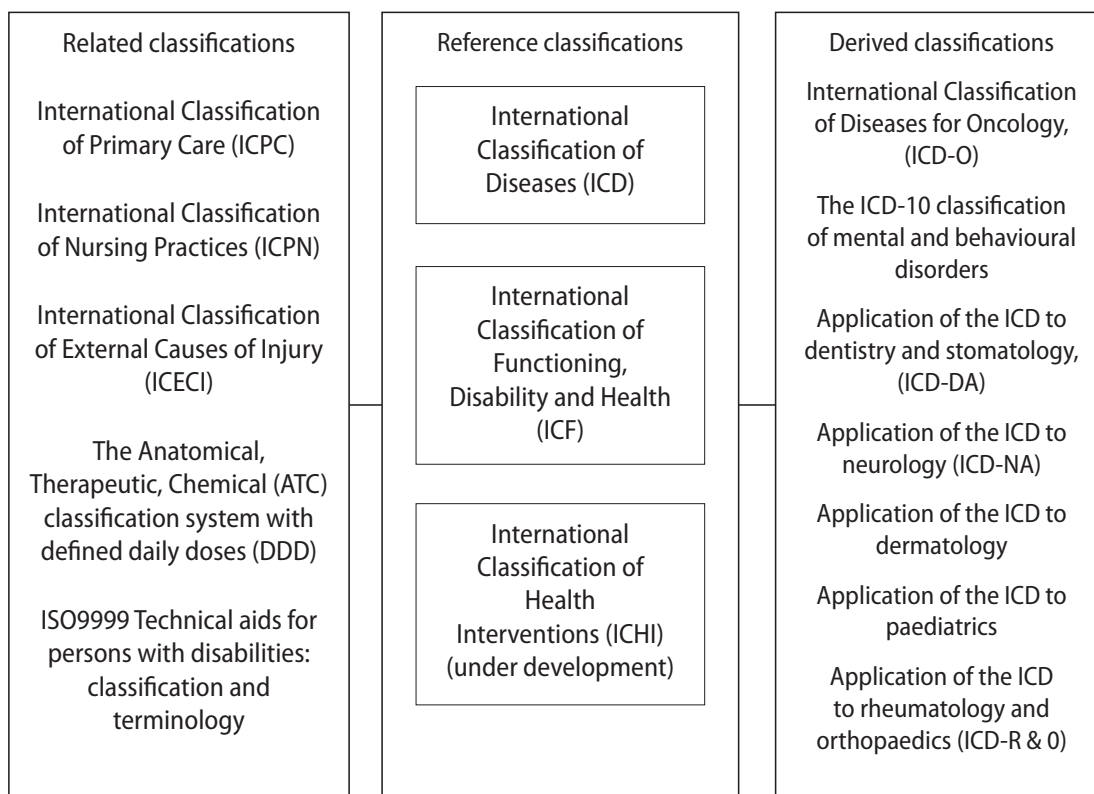 Related classifications
International Classification
of Primary Care (ICPC)
International Classification
of Nursing Practices (ICPN)
International Classification
of External Causes of Injury
(ICECI)
The Anatomical,
Therapeutic, Chemical (ATC)
classification system with
defined daily doses (DDD)
ISO9999 Technical aids for
persons with disabilities:
classification and
terminology
Reference classifications
International
Classification of
Diseases (ICD)
International
Classification of
Functioning,
Disability and Health
(ICF)
International
Classification of
Health
Interventions (ICHI)
(under development)
Derived classifications
International Classification
of Diseases for Oncology,
(ICD-O)
The ICD-10 classification
of mental and behavioural
disorders
Application of the ICD to
dentistry and stomatology,
(ICD-DA)
Application of the ICD to
neurology (ICD-NA)
Application of the ICD to
dermatology
Application of the ICD to
paediatrics
Application of the ICD
to rheumatology and
orthopaedics (ICD-R & 0)